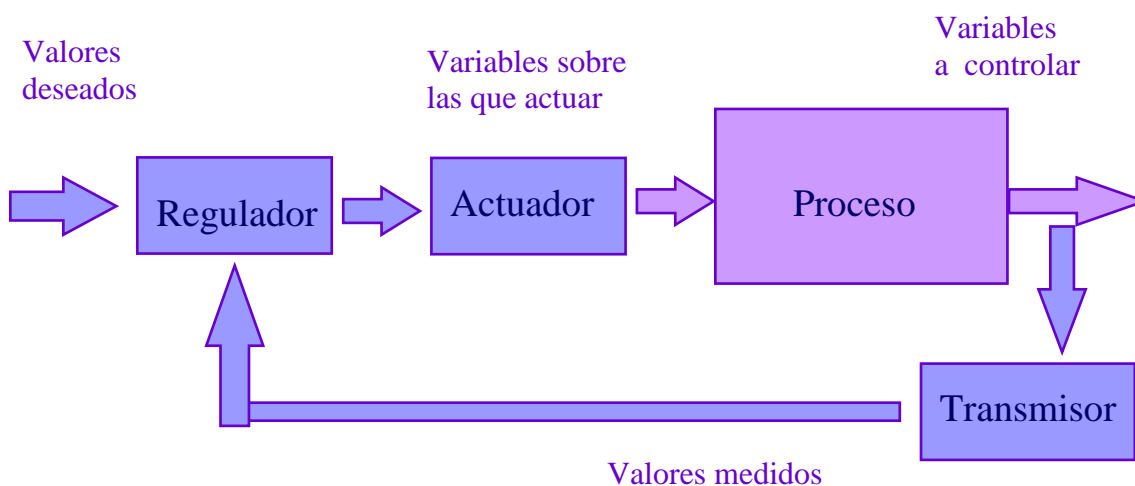 Valores
deseados
Variables sobre
las que actuar
Variables
a controlar
Regulador
Actuador
Proceso
Transmisor
Valores medidos